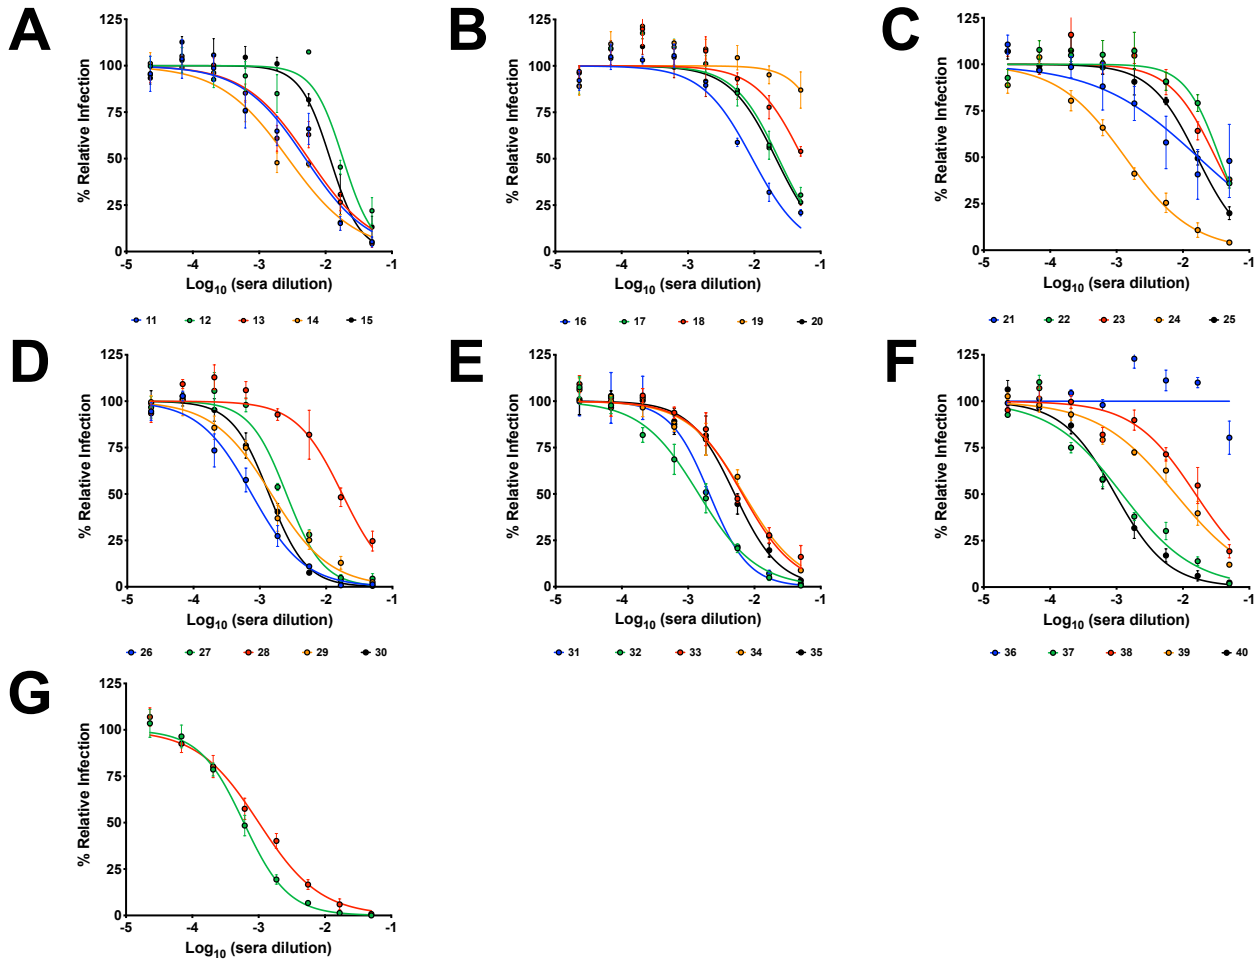 A
B
C
125
100
75
50
25
0
% Relative Infection
-5
-4
-3
-2
-1
Log10 (sera dilution)
11 12 13 14 15
125
100
75
50
25
0
% Relative Infection
-5
-4
-3
-2
-1
Log10 (sera dilution)
16 17 18 19 20
125
100
75
50
25
0
% Relative Infection
-5
-4
-3
-2
-1
Log10 (sera dilution)
21 22 23 24 25
D
E
F
125
100
75
50
25
0
% Relative Infection
-5
-4
-3
-2
-1
Log10 (sera dilution)
26 27 28 29 30
125
100
75
50
25
0
% Relative Infection
-5
-4
-3
-2
-1
Log10 (sera dilution)
31 32 33 34 35
125
100
75
50
25
0
% Relative Infection
-5
-4
-3
-2
-1
Log10 (sera dilution)
36 37 38 39 40
G
125
100
75
50
25
0
% Relative Infection
-5
-4
-3
-2
-1
Log10 (sera dilution)